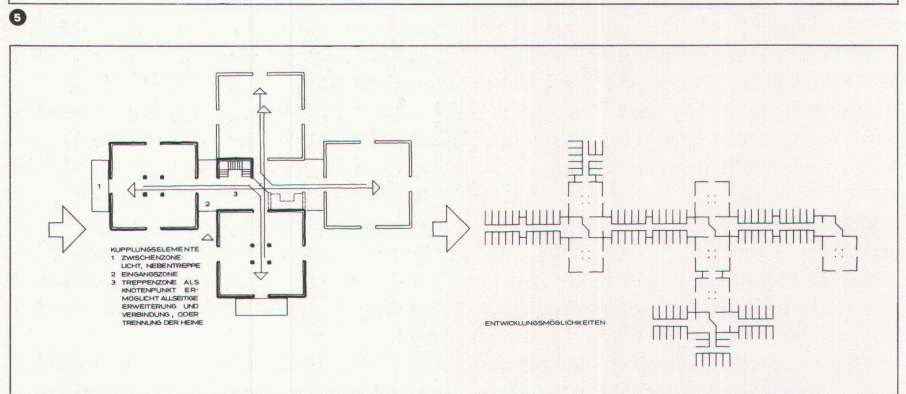 5
1
2
3
KUPPLUNGSELEMENTE
1 ZWISCHENZONE
LICHT, NEBENTREPPE
2 EINGANGSZONE
3 TREPPENZONE ALS
KNOTENPUNKT ER-
MÖGLICHT ALLSEITIGE
ERWEITERUNG UND
VERBINDUNG, ODER
TRENNUNG DER HEIME
ENTWICKLUNGSMÖGLICHKEITEN